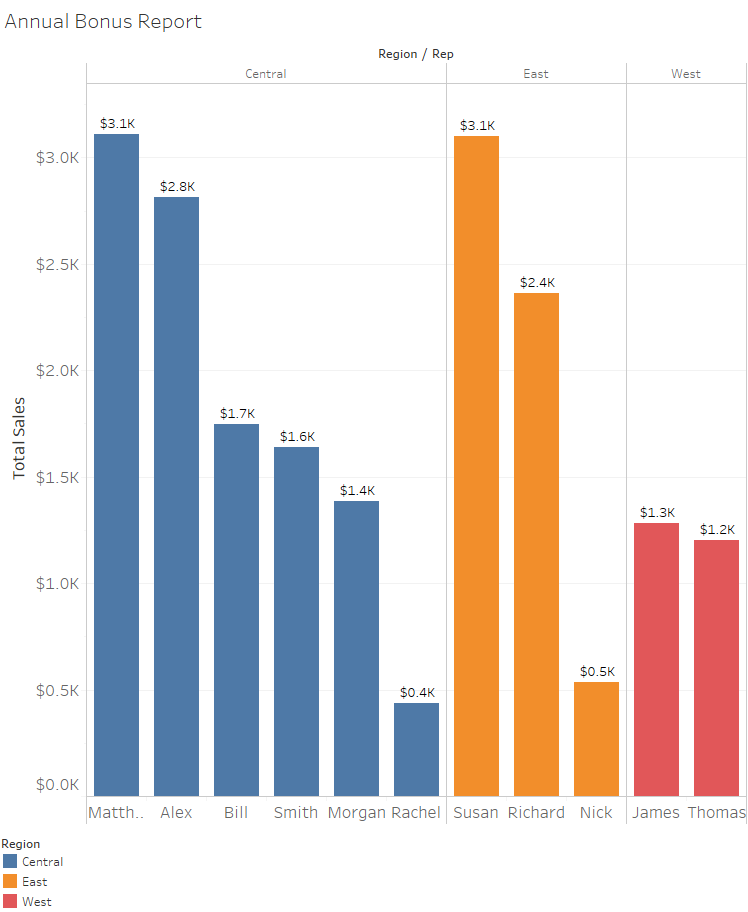 Annual Bonus Report
Region / Rep
Central East West
$3.1K
$2.8K
$1.7K
$1.6K
$1.4K
$0.4K
$3.1K
$2.4K
$0.5K
$1.3K
$1.2K
Total Sales
$3.0K
$2.5K
$2.0K
$1.5K
$1.0K
$0.5K
$0.0K
Matth.. Alex Bill Smith Morgan Rachel Susan Richard Nick James Thomas
Region
Central
East
West